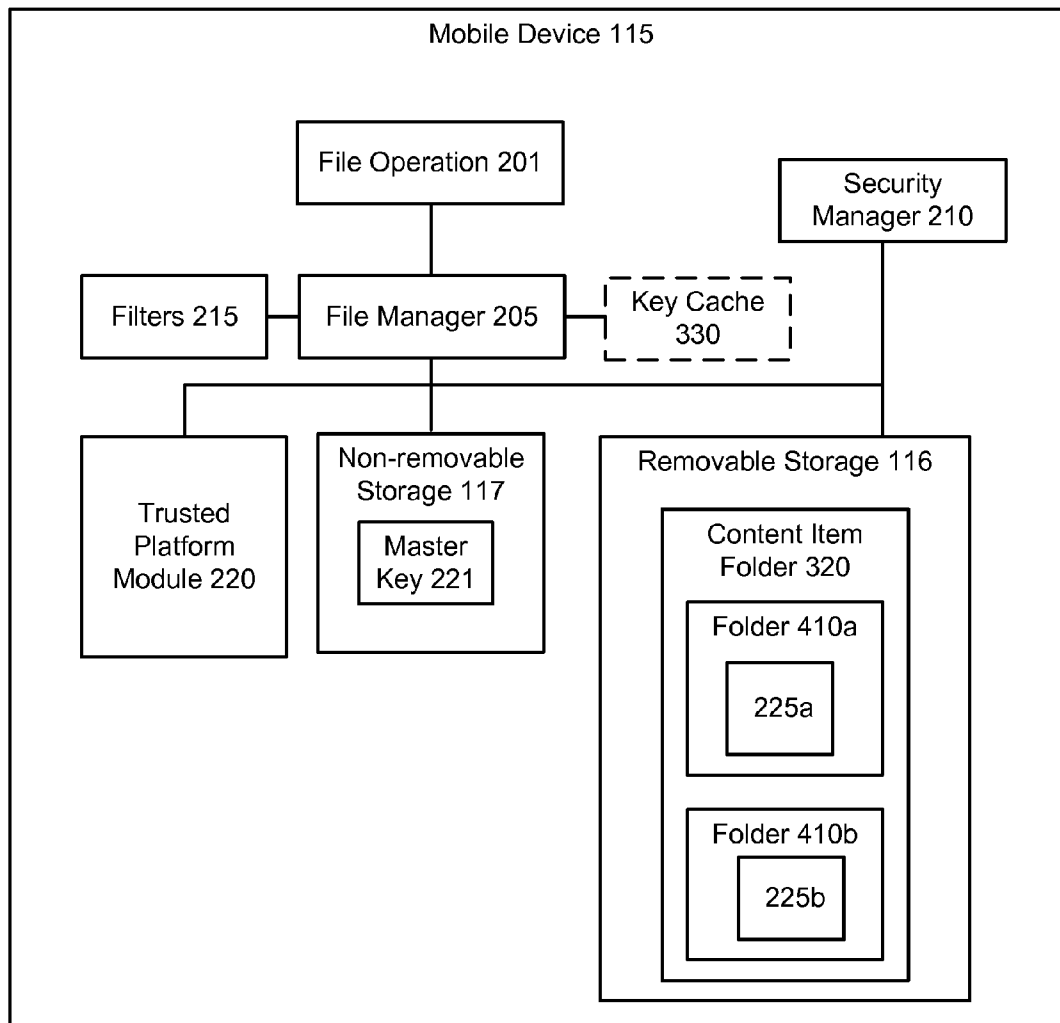 Mobile Device 115
File Operation 201
Security
Manager 210
Filters 215
File Manager 205
Key Cache
330
Trusted
Platform
Module 220
Non-removable
Storage 117
Master
Key 221
Removable Storage 116
Content Item
Folder 320
Folder 410a
225a
Folder 410b
225b